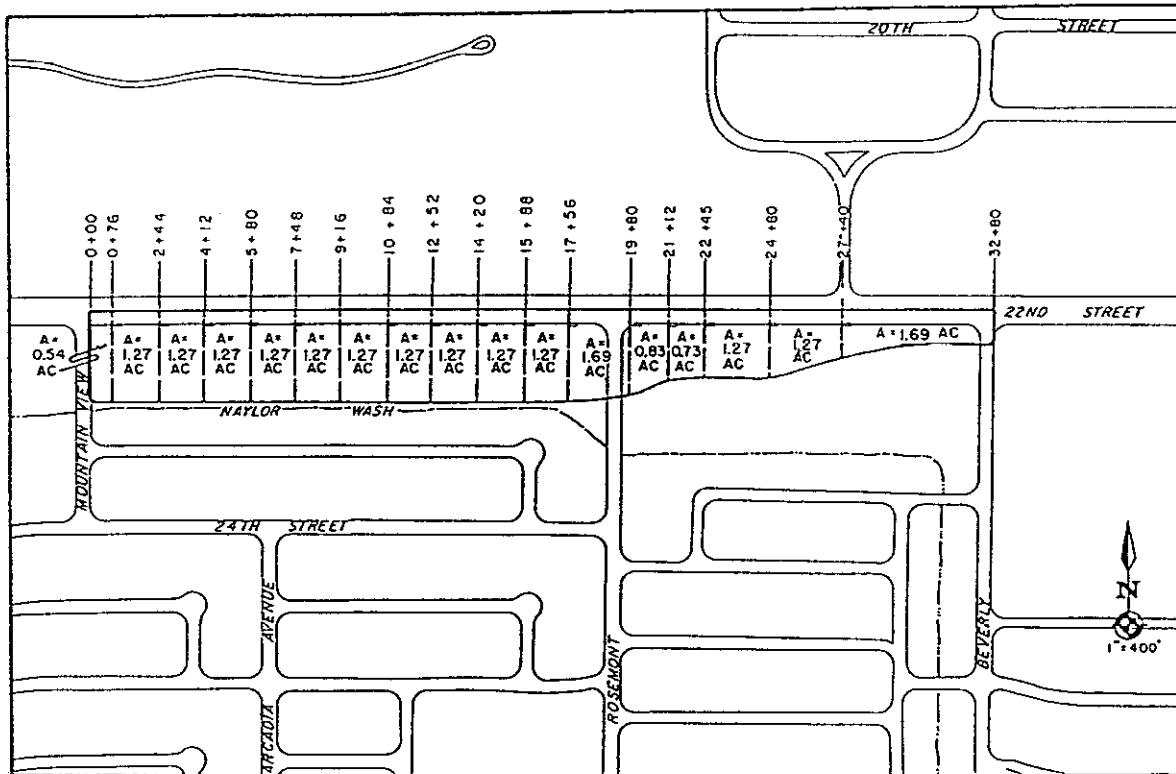 20TH STREET
0+00
0+76
2+44
4+12
5+80
7+48
9+16
10+84
12+52
14+20
15+88
17+56
19+80
21+12
22+45
24+80
27+40
32+80
22ND STREET
A=
0.54
AC
A=
1.27
AC
A=
1.27
AC
A=
1.27
AC
A=
1.27
AC
A=
1.27
AC
A=
1.27
AC
A=
1.27
AC
A=
1.27
AC
A=
1.27
AC
A=
1.27
AC
A=
1.69
AC
A=
0.83
AC
A=
0.73
AC
A=
1.27
AC
A=
1.27
AC
A=1.69 AC
NAYLOR WASH
MOUNTAIN VIEW
24TH STREET
ARCADIA AVENUE
ROSEMONT
BEVERLY
N
1"=400'